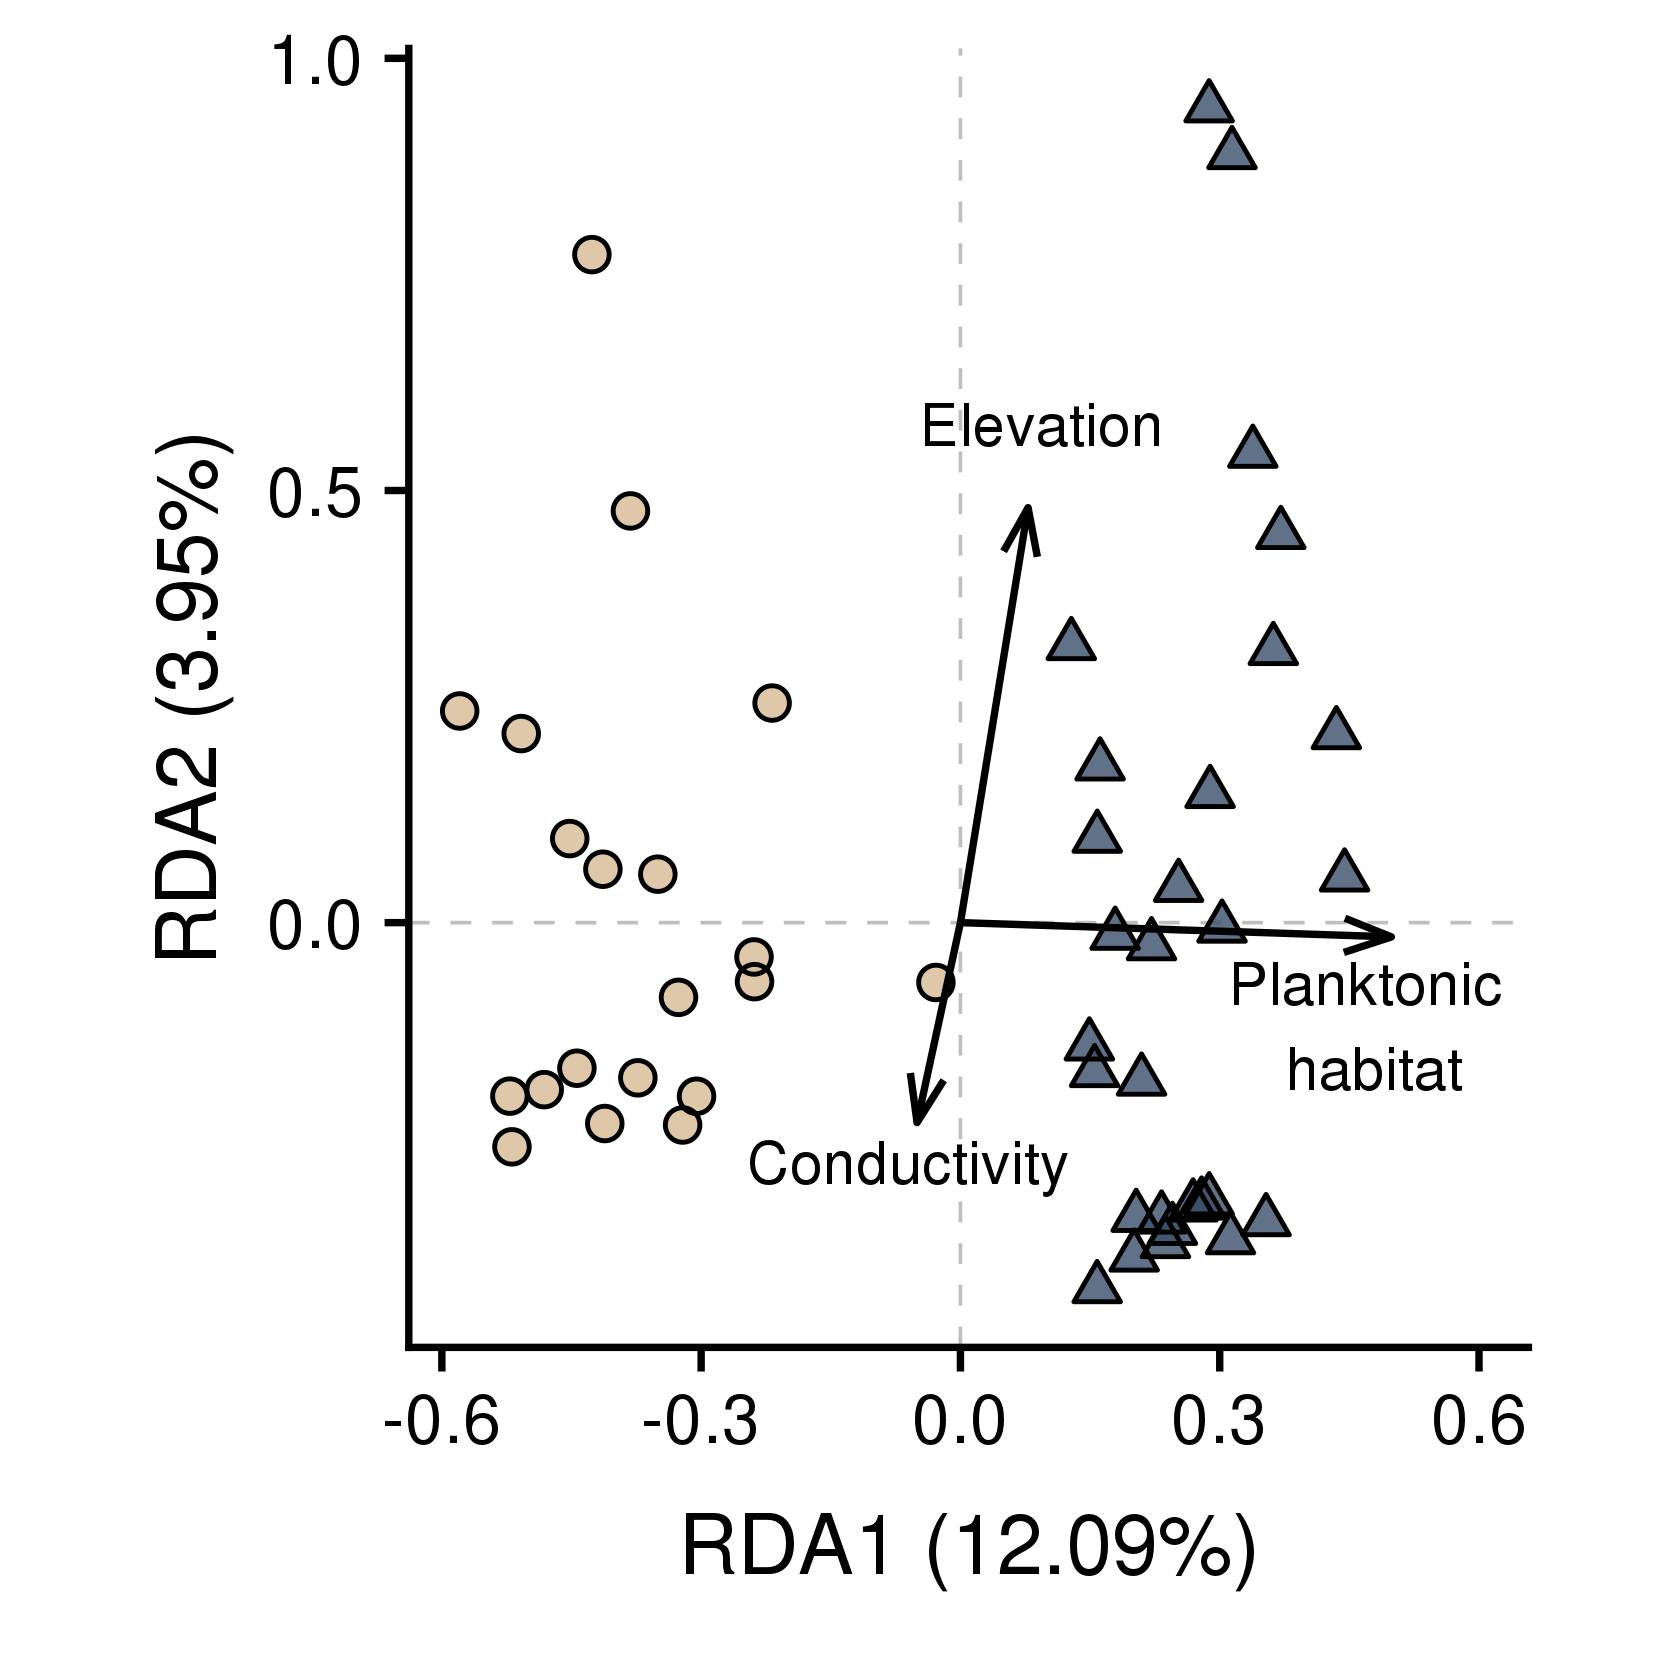 1.0
0.5
0.0
RDA2 (3.95%)
Elevation
Planktonic
habitat
Conductivity
-0.6 -0.3 0.0 0.3 0.6
RDA1 (12.09%)